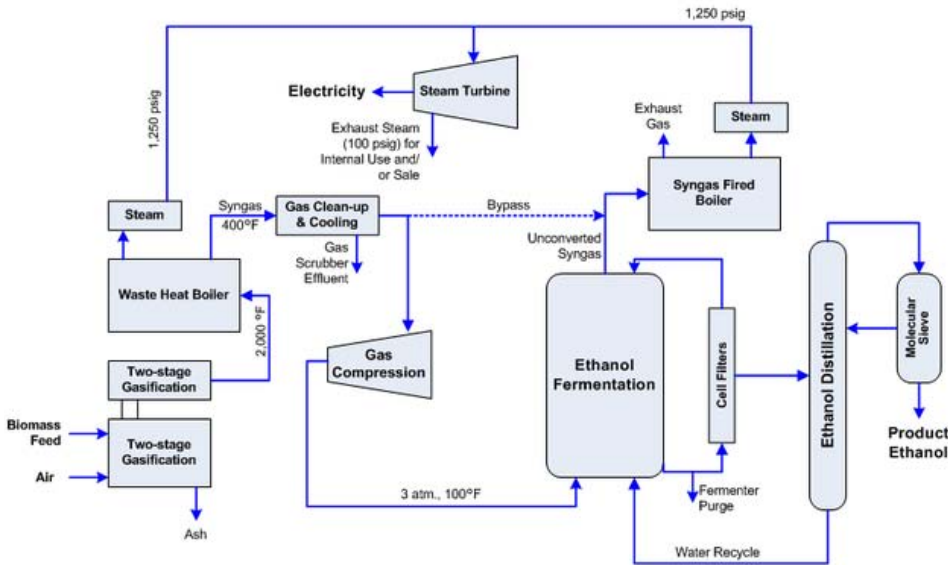 1,250 psig
1,250 psig
Steam Turbine
Electricity
Exhaust Steam
(100 psig) for
Internal Use and/
or Sale
Exhaust
Gas
Steam
Syngas Fired
Boiler
Steam
Syngas
400°F
Gas Clean-up
& Cooling
Bypass
Unconverted
Syngas
Gas
Scrubber
Effluent
Waste Heat Boiler
2,000 °F
Gas
Compression
Ethanol
Fermentation
Cell Filters
Ethanol Distillation
Molecular
Sieve
Two-stage
Gasification
Biomass
Feed
Two-stage
Gasification
Air
Ash
Product
Ethanol
3 atm., 100°F
Fermenter
Purge
Water Recycle